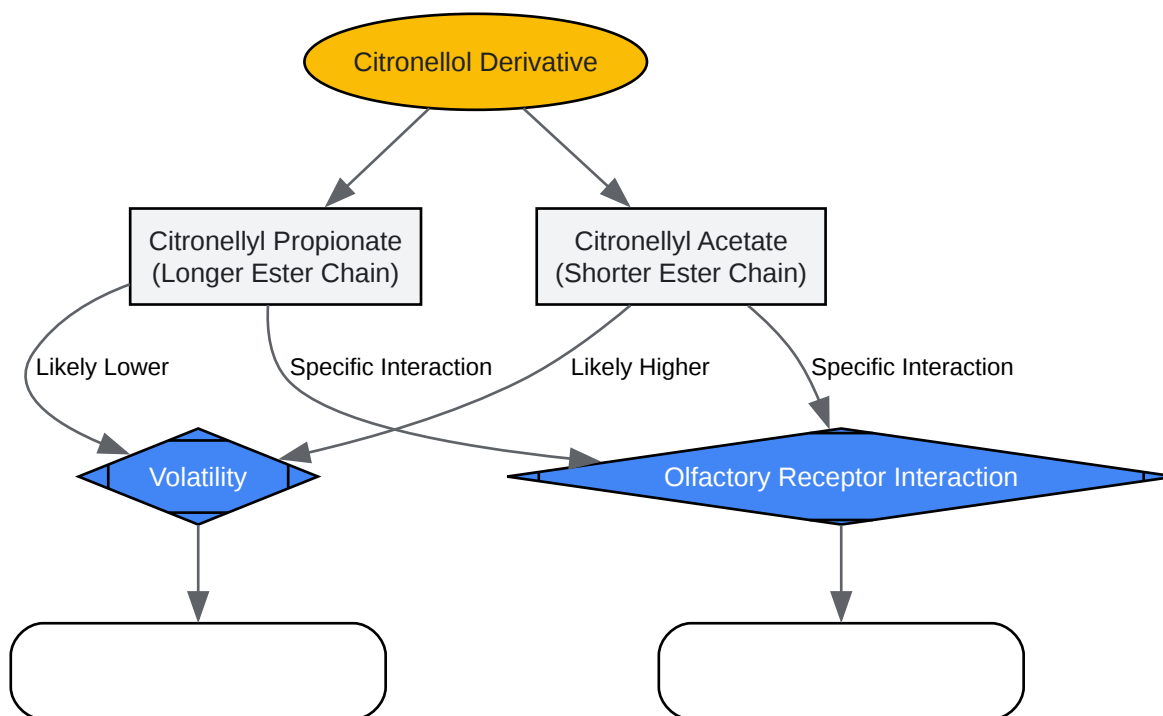 Citronellol Derivative
Citronellyl Propionate
(Longer Ester Chain)
Citronellyl Acetate
(Shorter Ester Chain)
Likely Lower
Specific Interaction
Likely Higher
Specific Interaction
Volatility
Olfactory Receptor Interaction